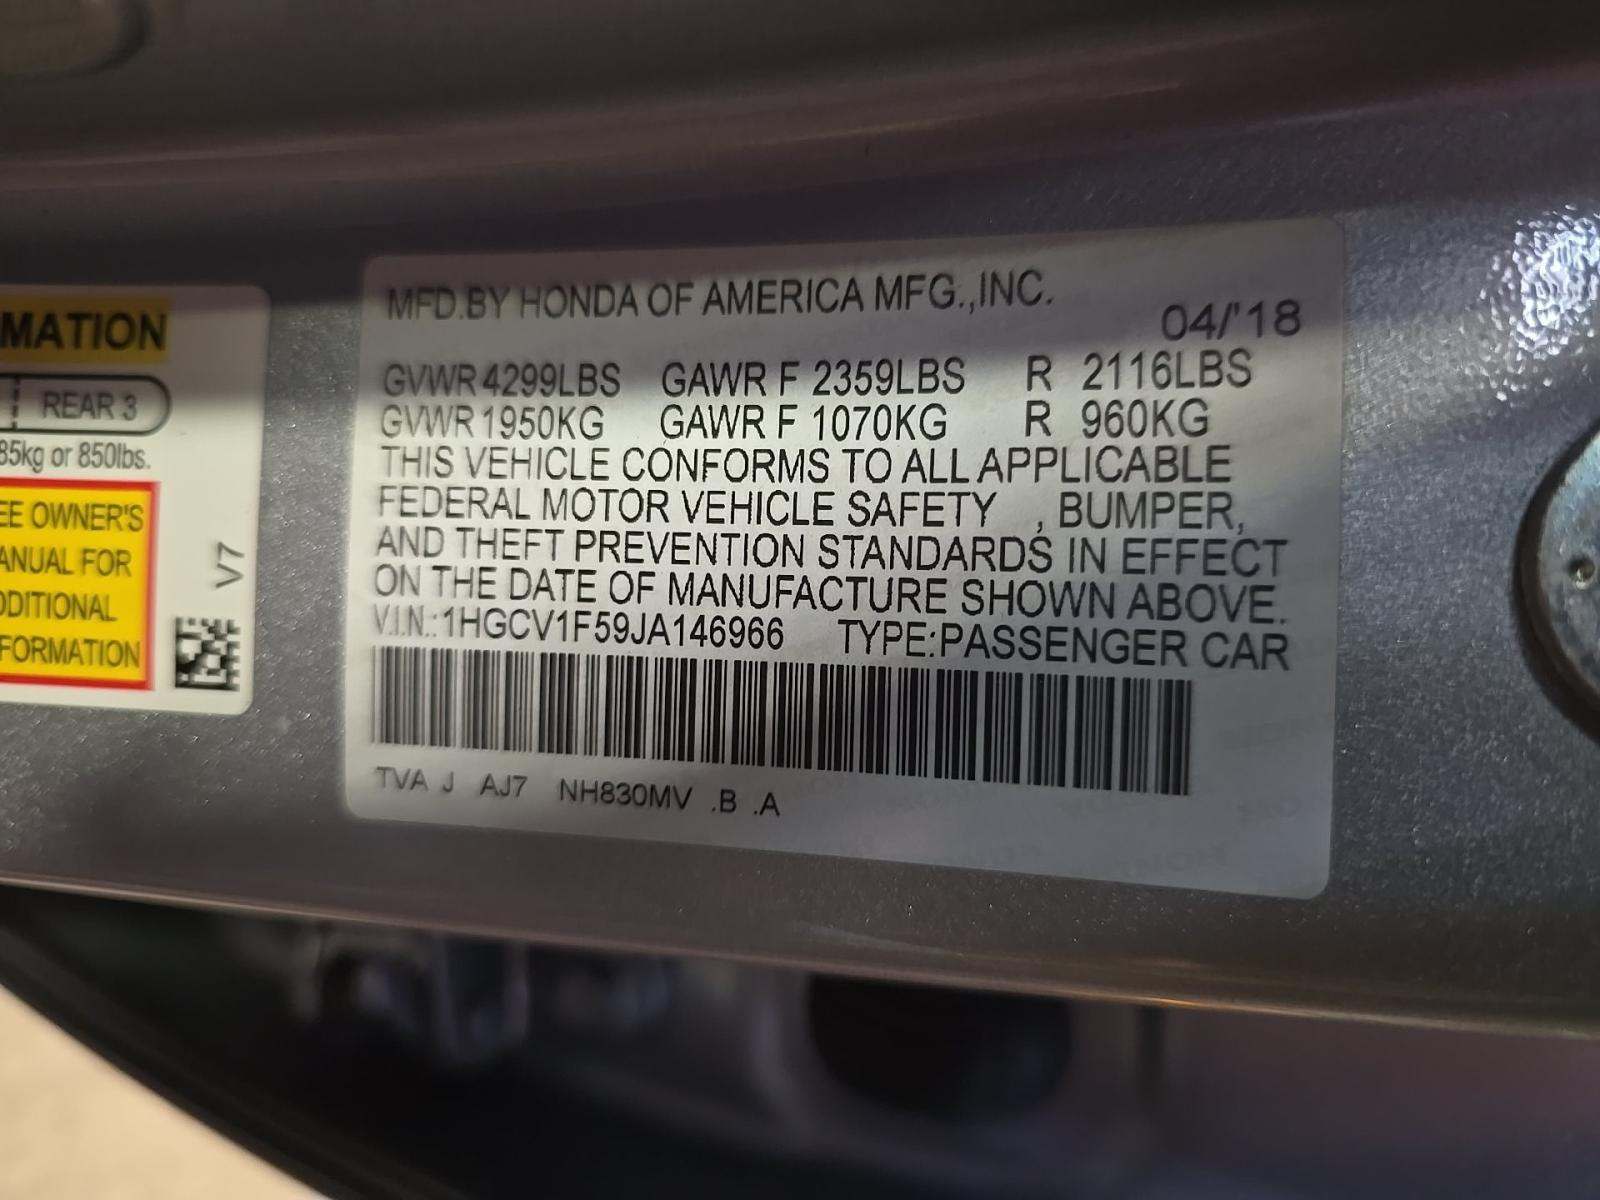 MATION
REAR 3
85kg or 850lbs.
EE OWNER'S
ANUAL FOR
DDITIONAL
FORMATION
V7
MFD.BY HONDA OF AMERICA MFG.,INC.
04/'18
GVWR 4299LBS GAWR F 2359LBS R 2116LBS
GVWR 1950KG GAWR F 1070KG R 960KG
THIS VEHICLE CONFORMS TO ALL APPLICABLE
FEDERAL MOTOR VEHICLE SAFETY , BUMPER,
AND THEFT PREVENTION STANDARDS IN EFFECT
ON THE DATE OF MANUFACTURE SHOWN ABOVE.
V.I.N.:1HGCV1F59JA146966 TYPE:PASSENGER CAR
TVA J AJ7 NH830MV .B .A